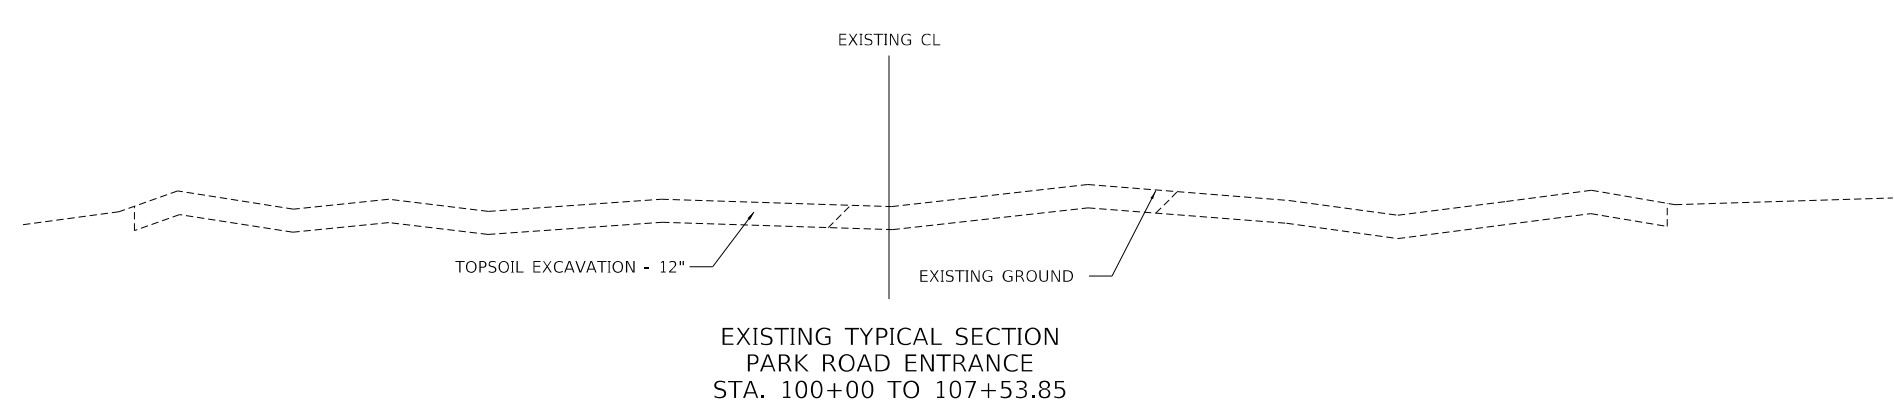 EXISTING CL
TOPSOIL EXCAVATION - 12"
EXISTING GROUND
EXISTING TYPICAL SECTION
PARK ROAD ENTRANCE
STA. 100+00 TO 107+53.85